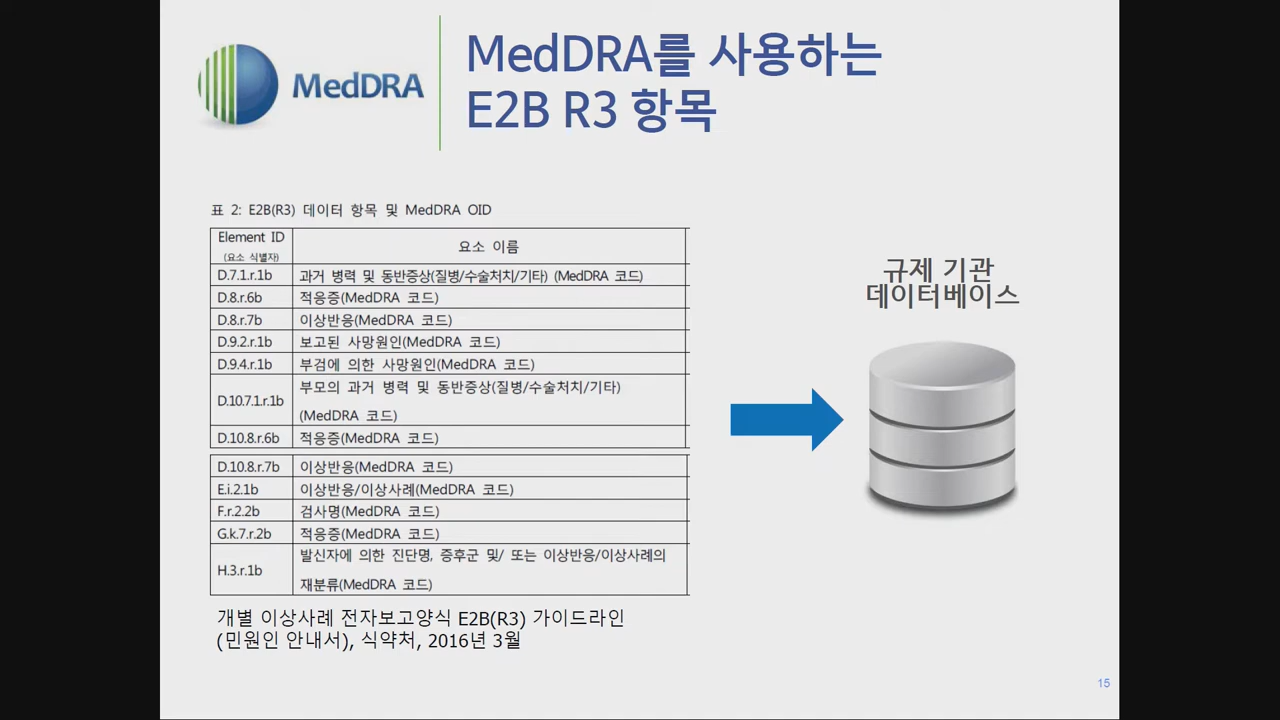 MedDRA
MedDRA를 사용하는
E2B R3 항목
표 2: E2B(R3) 데이터 항목 및 MedDRA OID
Element ID
(요소 식별자)
요소 이름
D.7.1.r.1b 과거 병력 및 동반증상(질병/수술처치/기타) (MedDRA 코드)
D.8.r.6b 적응증(MedDRA 코드)
D.8.r.7b 이상반응(MedDRA 코드)
D.9.2.r.1b 보고된 사망원인(MedDRA 코드)
D.9.4.r.1b 부검에 의한 사망원인(MedDRA 코드)
D.10.7.1.r.1b 부모의 과거 병력 및 동반증상(질병/수술처치/기타)
(MedDRA 코드)
D.10.8.r.6b 적응증(MedDRA 코드)
D.10.8.r.7b 이상반응(MedDRA 코드)
E.i.2.1b 이상반응/이상사례(MedDRA 코드)
F.r.2.2b 검사명(MedDRA 코드)
G.k.7.r.2b 적응증(MedDRA 코드)
H.3.r.1b 발신자에 의한 진단명, 증후군 및/ 또는 이상반응/이상사례의
재분류(MedDRA 코드)
개별 이상사례 전자보고양식 E2B(R3) 가이드라인
(민원인 안내서), 식약처, 2016년 3월
규제 기관
데이터베이스
15